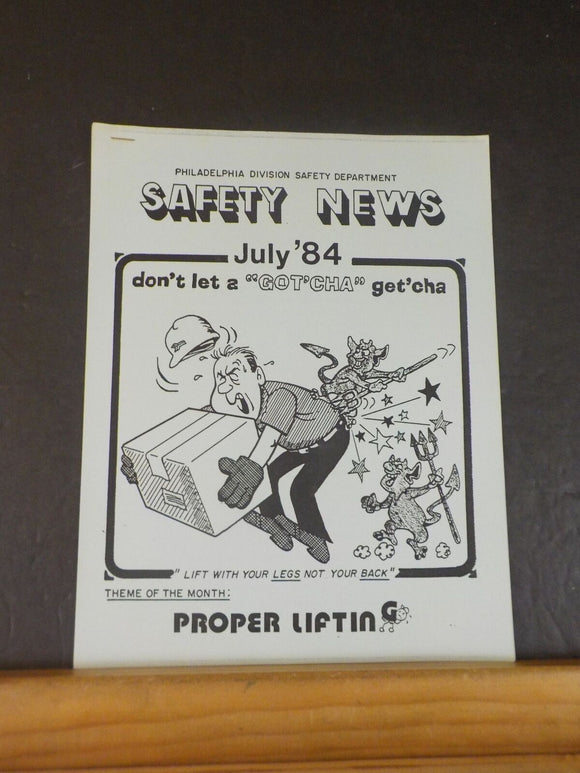 PHILADELPHIA DIVISION SAFETY DEPARTMENT
SAFETY NEWS
July '84
don't let a "GOT'CHA" get'cha
"LIFT WITH YOUR LEGS NOT YOUR BACK"
THEME OF THE MONTH:
PROPER LIFTING